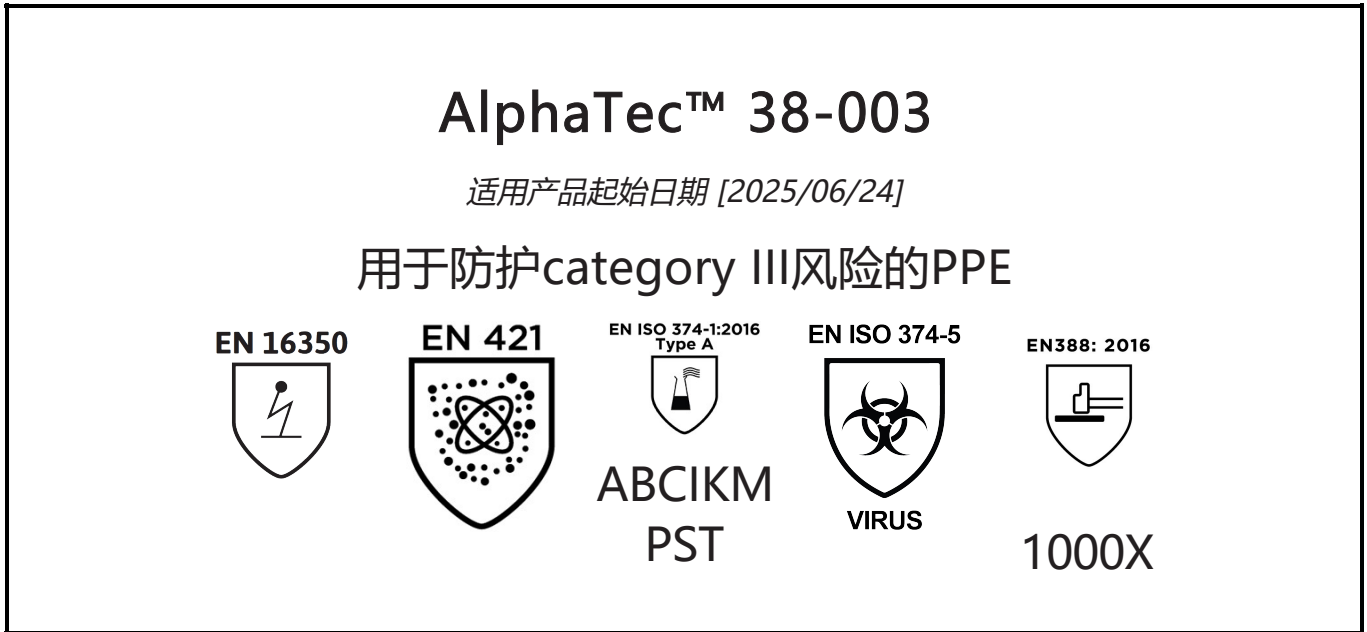 AlphaTec™ 38-003
适用产品起始日期 [2025/06/24]
用于防护category III风险的PPE
EN 16350
EN 421
EN ISO 374-1:2016
Type A
ABCIKM
PST
EN ISO 374-5
VIRUS
EN388: 2016
1000X